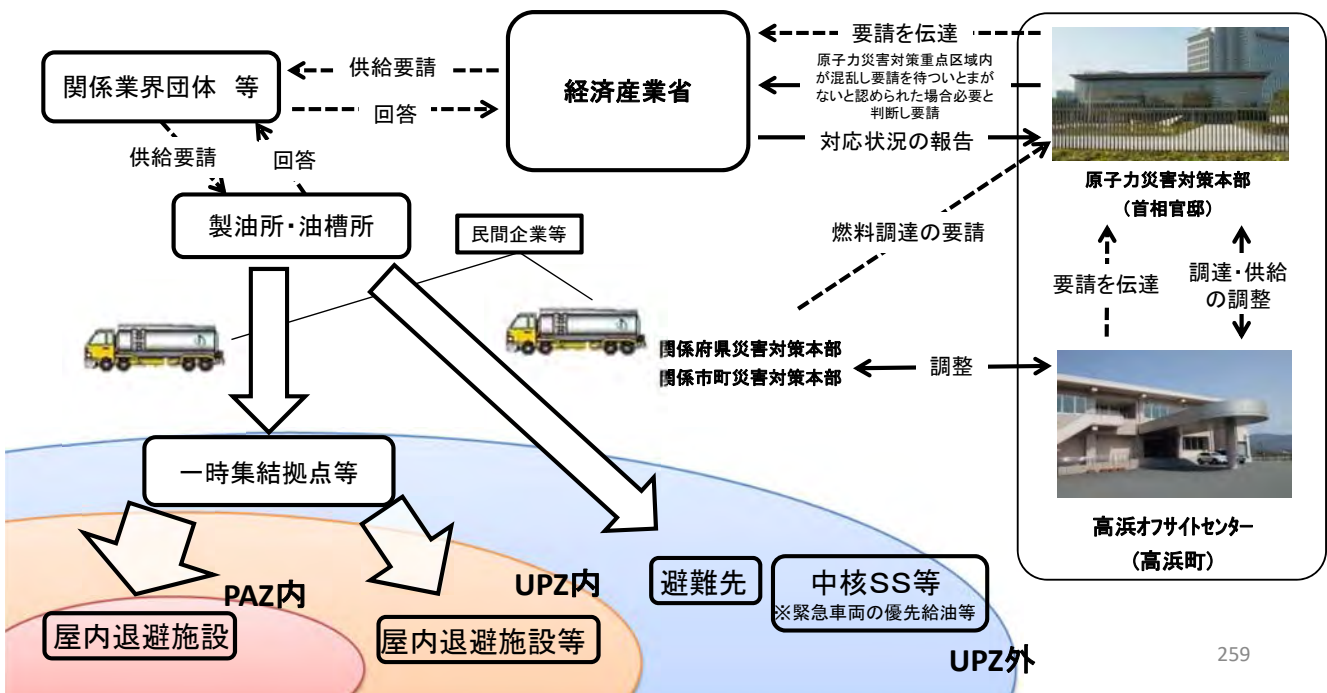 関係業界団体　等
供給要請
回答
経済産業省
要請を伝達
原子力災害対策重点区域内
が混乱し要請を待ついとまが
ないと認められた場合必要と
判断し要請
対応状況の報告
原子力災害対策本部
（首相官邸）
供給要請
回答
製油所・油槽所
民間企業等
燃料調達の要請
要請を伝達
調達・供給
の調整
関係府県災害対策本部
関係市町災害対策本部
調整
高浜オフサイトセンター
（高浜町）
一時集結拠点等
PAZ内
屋内退避施設
UPZ内
屋内退避施設等
避難先
中核ＳＳ等
※緊急車両の優先給油等
UPZ外
259